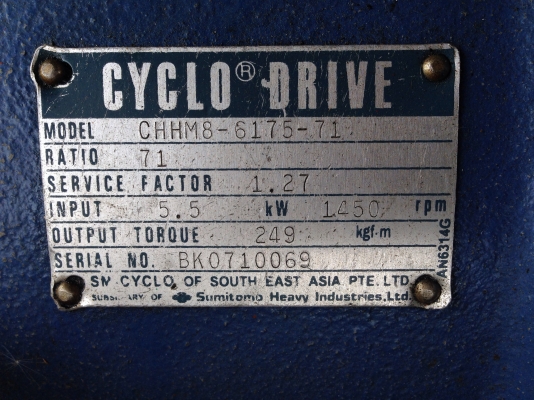 CYCLO® DRIVE
MODEL CHHM8-6175-71
RATIO 71
SERVICE FACTOR 1.27
INPUT 5.5 kW 1450 rpm
OUTPUT TORQUE 249 kgf·m
SERIAL NO. BK0710069
SM CYCLO OF SOUTH EAST ASIA PTE. LTD.
OF Sumitomo Heavy Industries, Ltd.
AN6314G